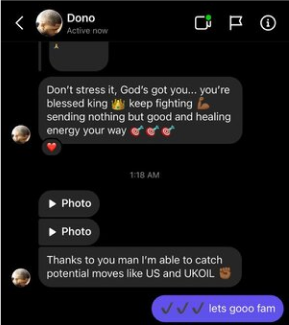 Dono
Active now
Don't stress it, God's got you... you're
blessed king 👑 keep fighting 💪🏾
sending nothing but good and healing
energy your way 🎯🎯🎯
❤️
1:18 AM
▶ Photo
▶ Photo
Thanks to you man I'm able to catch
potential moves like US and UKOIL ✊🏾
✔️✔️✔️ lets gooo fam